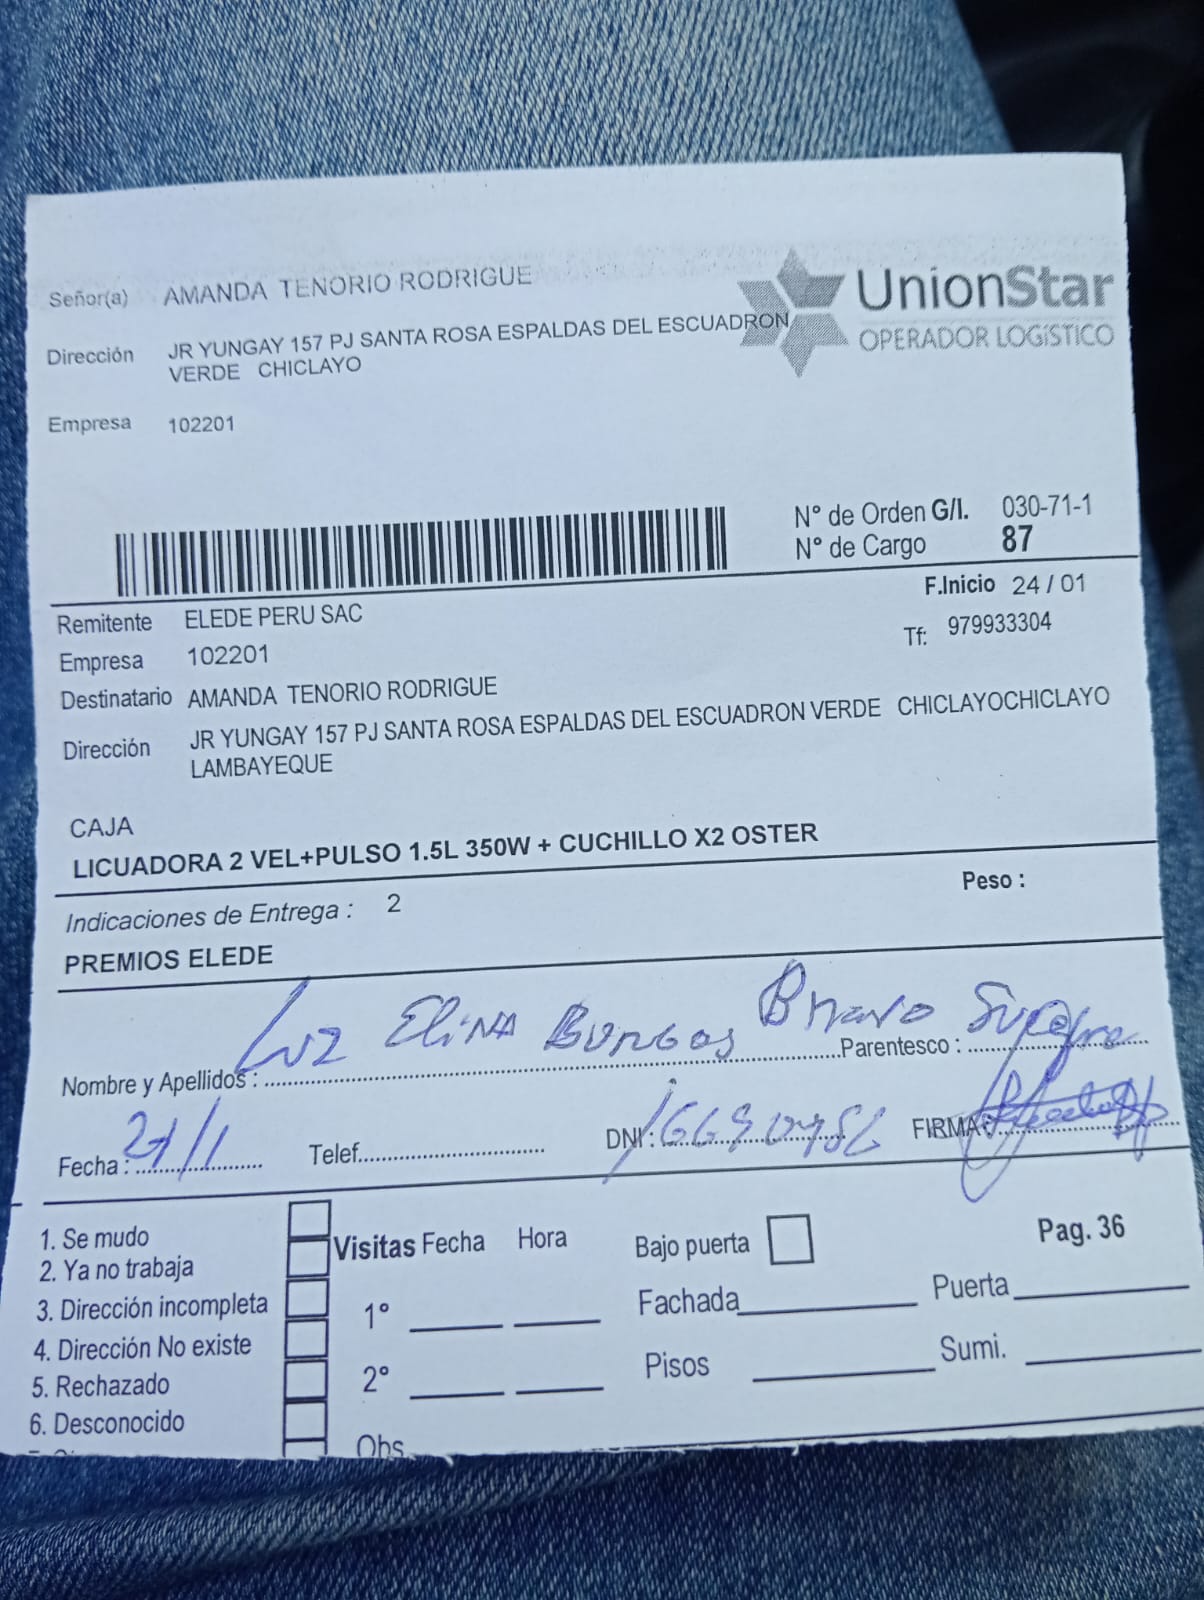 Señor(a) AMANDA TENORIO RODRIGUE
UnionStar
OPERADOR LOGÍSTICO
Dirección JR YUNGAY 157 PJ SANTA ROSA ESPALDAS DEL ESCUADRON
VERDE CHICLAYO
Empresa 102201
N° de Orden G/I. 030-71-1
N° de Cargo 87
F.Inicio 24 / 01
Remitente ELEDE PERU SAC
Tf: 979933304
Empresa 102201
Destinatario AMANDA TENORIO RODRIGUE
Dirección JR YUNGAY 157 PJ SANTA ROSA ESPALDAS DEL ESCUADRON VERDE CHICLAYOCHICLAYO
LAMBAYEQUE
CAJA
LICUADORA 2 VEL+PULSO 1.5L 350W + CUCHILLO X2 OSTER
Indicaciones de Entrega : 2
Peso :
PREMIOS ELEDE
Nombre y Apellidos : Luz Elina Burgos Bravo Parentesco :
Fecha : Telef. DNI : FIRMA :
1. Se mudo
2. Ya no trabaja
3. Dirección incompleta
4. Dirección No existe
5. Rechazado
6. Desconocido
Visitas Fecha Hora
1°
2°
Obs
Bajo puerta
Pag. 36
Fachada Puerta
Pisos Sumi.